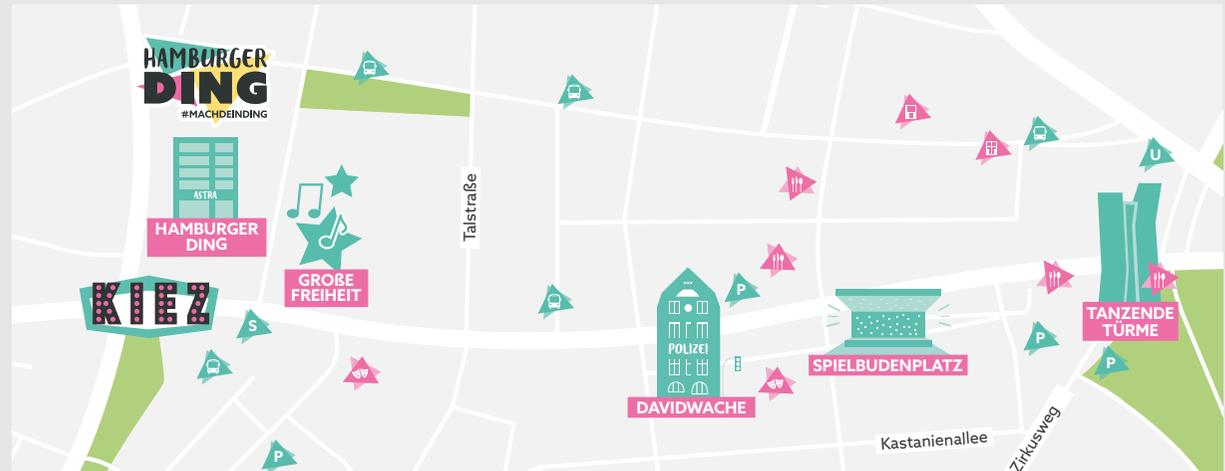 HAMBURGER
DING
#MACHDEINDING
ASTRA
HAMBURGER
DING
GROßE
FREIHEIT
KIEZ
S
P
Talstraße
POLIZEI
DAVIDWACHE
P
SPIELBUDENPLATZ
U
TANZENDE
TÜRME
P
P
Kastanienallee
Zirkusweg